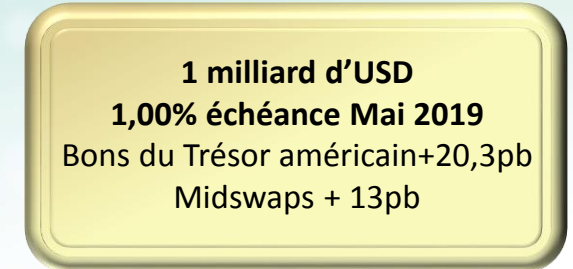 1 milliard d’USD
1,00% échéance Mai 2019
Bons du Trésor américain+20,3pb
Midswaps + 13pb